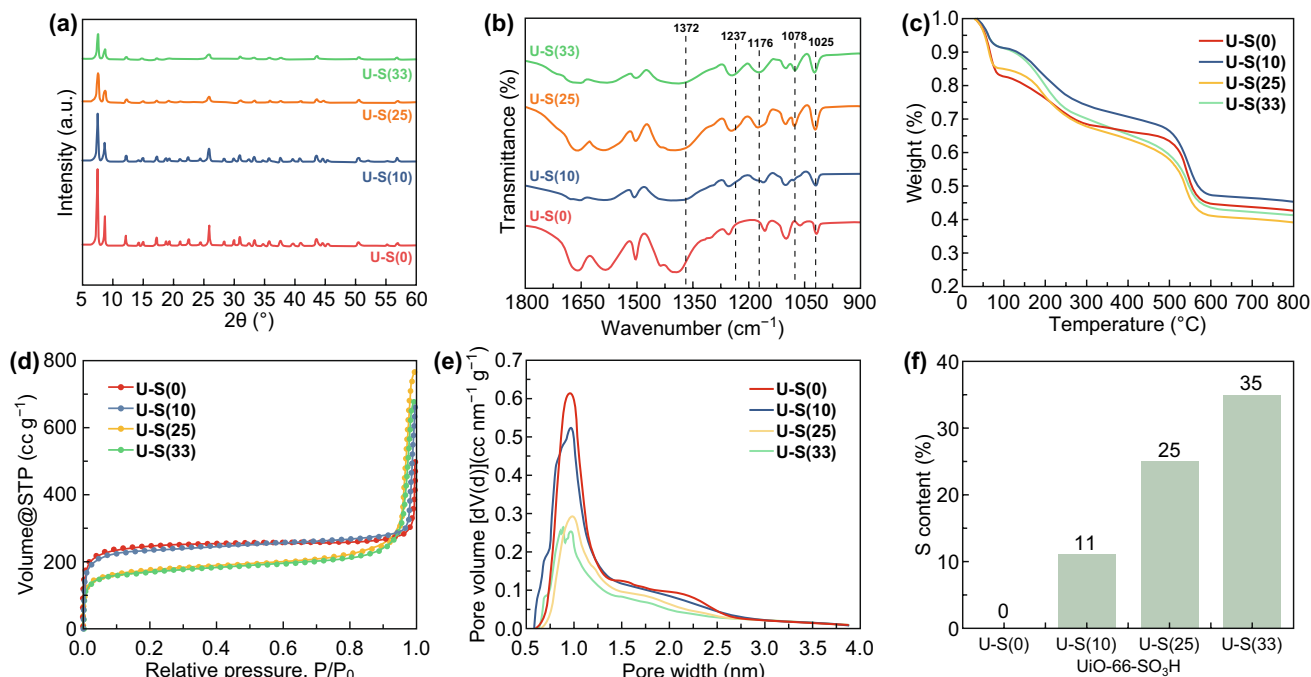 (a)
U-S(33)
U-S(25)
U-S(10)
U-S(0)
Intensity (a.u.)
5 10 15 20 25 30 35 40 45 50 55 60
2θ (°)
(b)
1372 1237 1176 1078 1025
U-S(33)
U-S(25)
U-S(10)
U-S(0)
Transmittance (%)
1800 1650 1500 1350 1200 1050 900
Wavenumber (cm⁻¹)
(c)
1.0
0.9
0.8
0.7
0.6
0.5
0.4
0.3
0.2
0.1
0
U-S(0)
U-S(10)
U-S(25)
U-S(33)
Weight (%)
0 100 200 300 400 500 600 700 800
Temperature (°C)
(d)
800
600
400
200
0
U-S(0)
U-S(10)
U-S(25)
U-S(33)
Volume@STP (cc g⁻¹)
0.0 0.2 0.4 0.6 0.8 1.0
Relative pressure, P/P₀
(e)
0.7
0.6
0.5
0.4
0.3
0.2
0.1
0
U-S(0)
U-S(10)
U-S(25)
U-S(33)
Pore volume [dV(d)](cc nm⁻¹ g⁻¹)
0.5 1.0 1.5 2.0 2.5 3.0 3.5 4.0
Pore width (nm)
(f)
40
30
20
10
0
0
11
25
35
S content (%)
U-S(0) U-S(10) U-S(25) U-S(33)
UiO-66-SO₃H